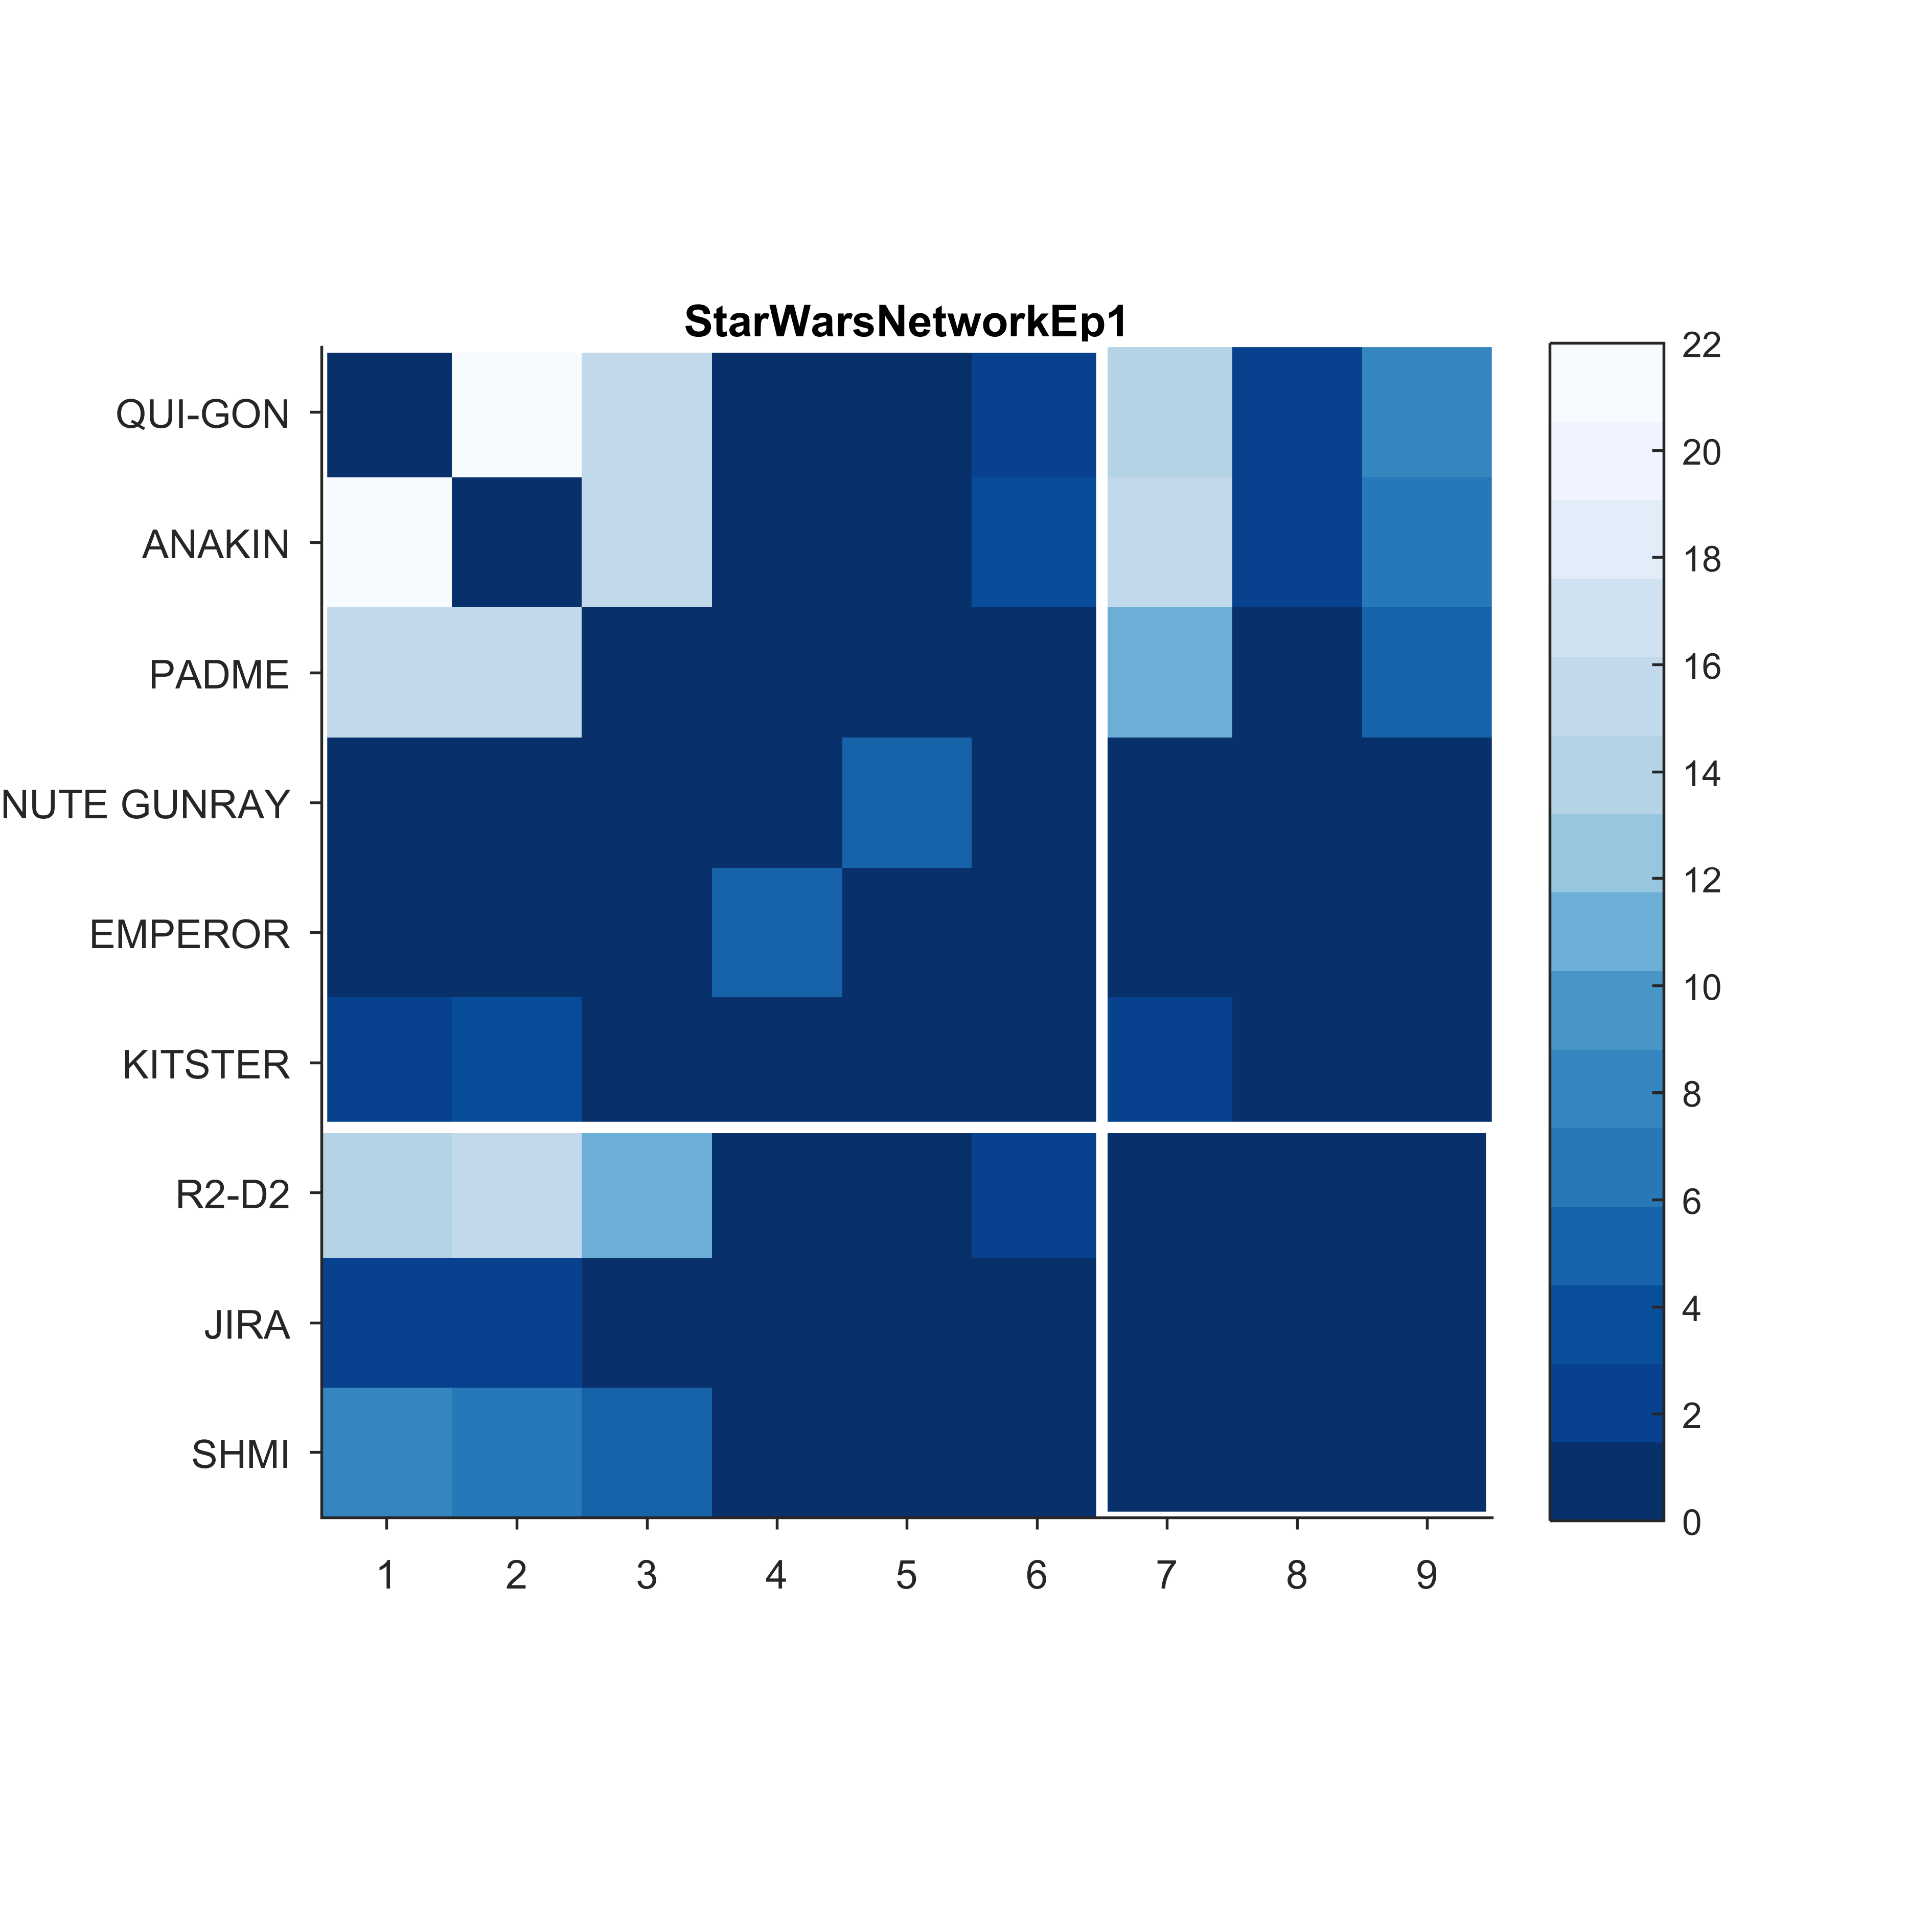 StarWarsNetworkEp1
QUI-GON
ANAKIN
PADME
NUTE GUNRAY
EMPEROR
KITSTER
R2-D2
JIRA
SHMI
1 2 3 4 5 6 7 8 9
22
20
18
16
14
12
10
8
6
4
2
0